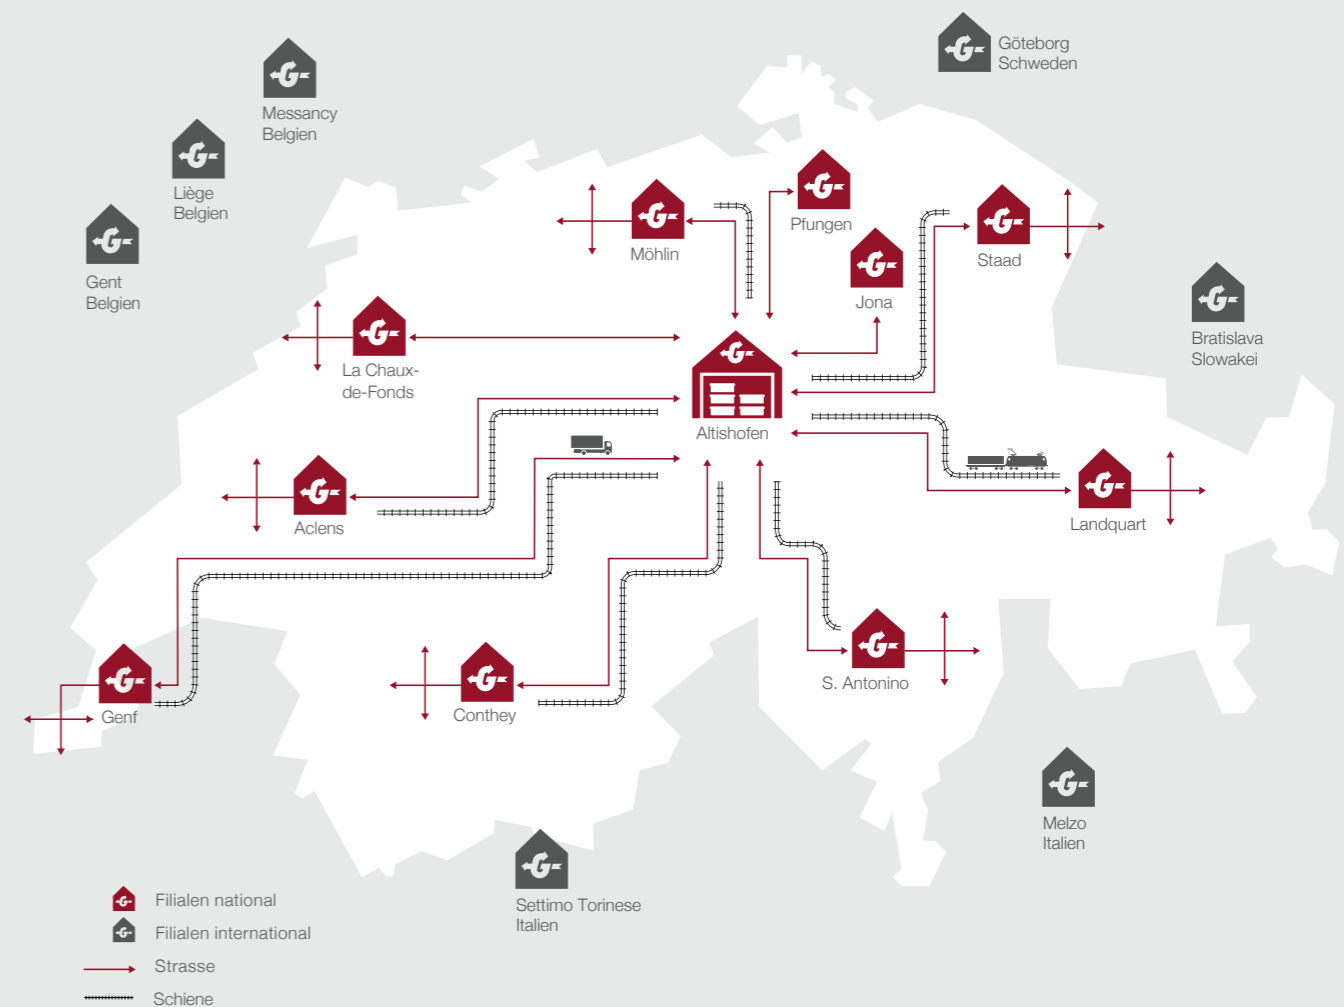 Göteborg
Schweden
Messancy
Belgien
Liège
Belgien
Gent
Belgien
Pfungen
Möhlin
Staad
Jona
Bratislava
Slowakei
La Chaux-
de-Fonds
Altishofen
Aclens
Landquart
S. Antonino
Genf
Conthey
Melzo
Italien
Settimo Torinese
Italien
Filialen national
Filialen international
Strasse
Schiene